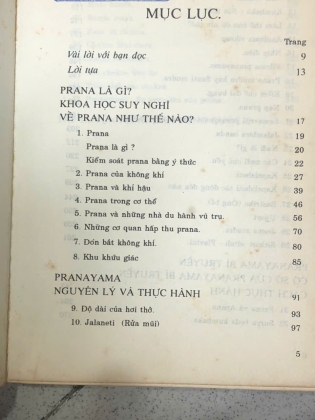 MỤC LỤC.
Trang
Vài lời với bạn đọc 9
Lời tựa 13
PRANA LÀ GÌ?
KHOA HỌC SUY NGHĨ
VỀ PRANA NHƯ THẾ NÀO? 17
1. Prana 19
Prana là gì? 20
Kiểm soát prana bằng ý thức 22
2. Prana của không khí 27
3. Prana và khí hậu 39
4. Prana trong cơ thể 46
5. Prana và những nhà du hành vũ trụ. 56
6. Những cơ quan hấp thu prana. 70
7. Đón bắt không khí. 80
8. Khu khứu giác 85
PRANAYAMA
NGUYÊN LÝ VÀ THỰC HÀNH 91
9. Độ dài của hơi thở. 93
10. Jalaneti (Rửa mũi) 97
5